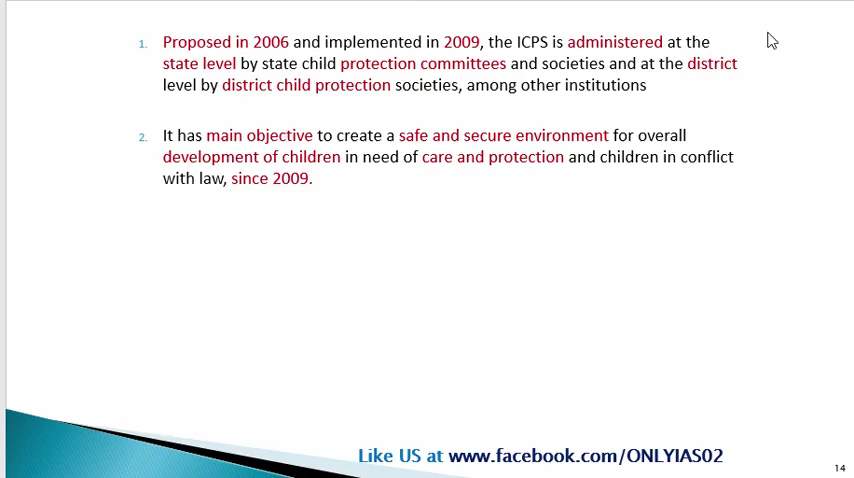 1. Proposed in 2006 and implemented in 2009, the ICPS is administered at the
state level by state child protection committees and societies and at the district
level by district child protection societies, among other institutions
2. It has main objective to create a safe and secure environment for overall
development of children in need of care and protection and children in conflict
with law, since 2009.
Like US at www.facebook.com/ONLYIAS02
14